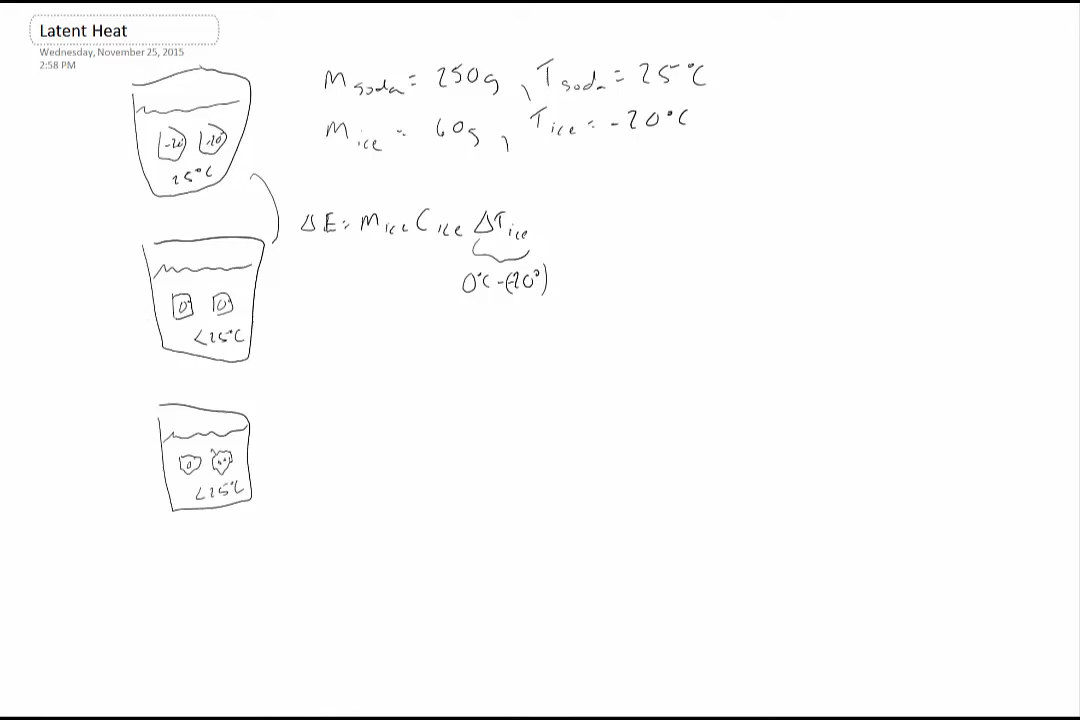 Latent Heat
Wednesday, November 25, 2015
2:58 PM
M soda = 250g, T soda = 25°C
M ice = 60g, T ice = -20°C
-20 -20°
25°C
ΔE = M ice C ice ΔT ice
0°C-(-20°)
0° 0°
<25°C
0 0°
<25°C